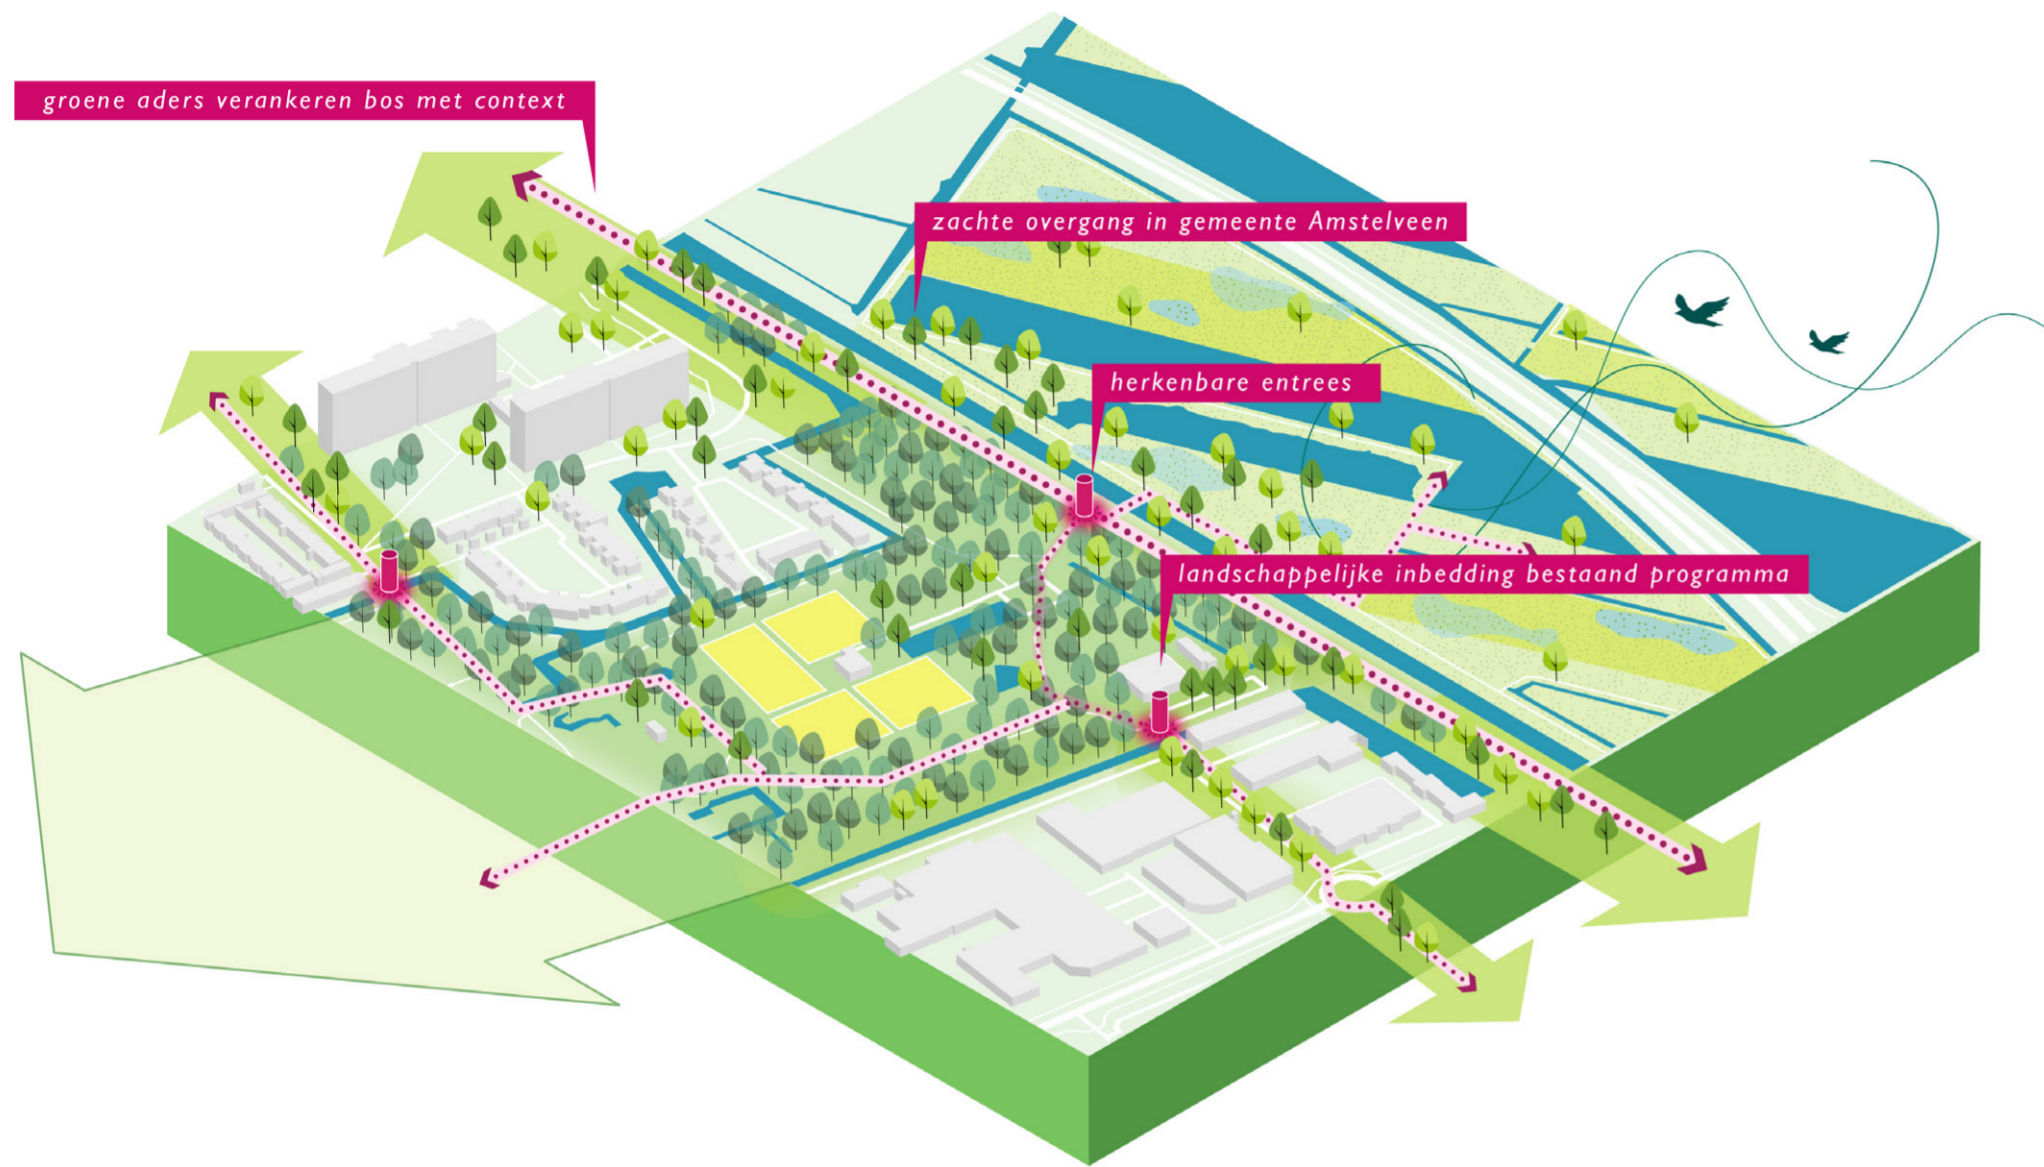 groene aders verankeren bos met context
zachte overgang in gemeente Amstelveen
herkenbare entrees
landschappelijke inbedding bestaand programma